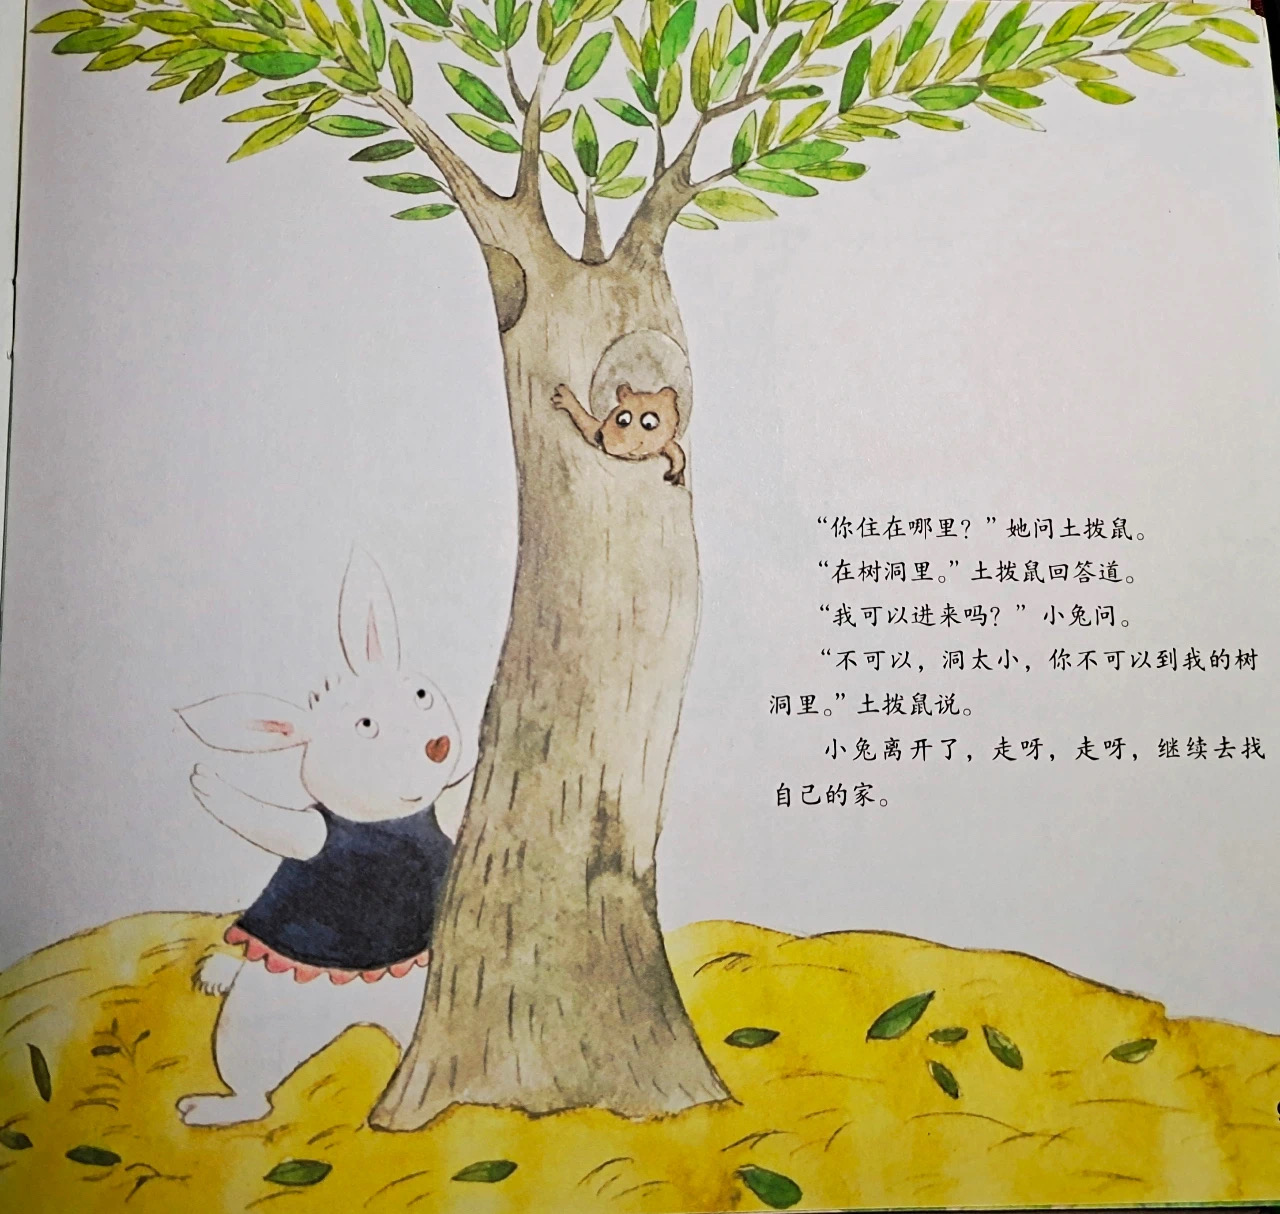 “你住在哪里？”她问土拨鼠。
“在树洞里。”土拨鼠回答道。
“我可以进来吗？”小兔问。
“不可以，洞太小，你不可以到我的树
洞里。”土拨鼠说。
小兔离开了，走呀，走呀，继续去找
自己的家。